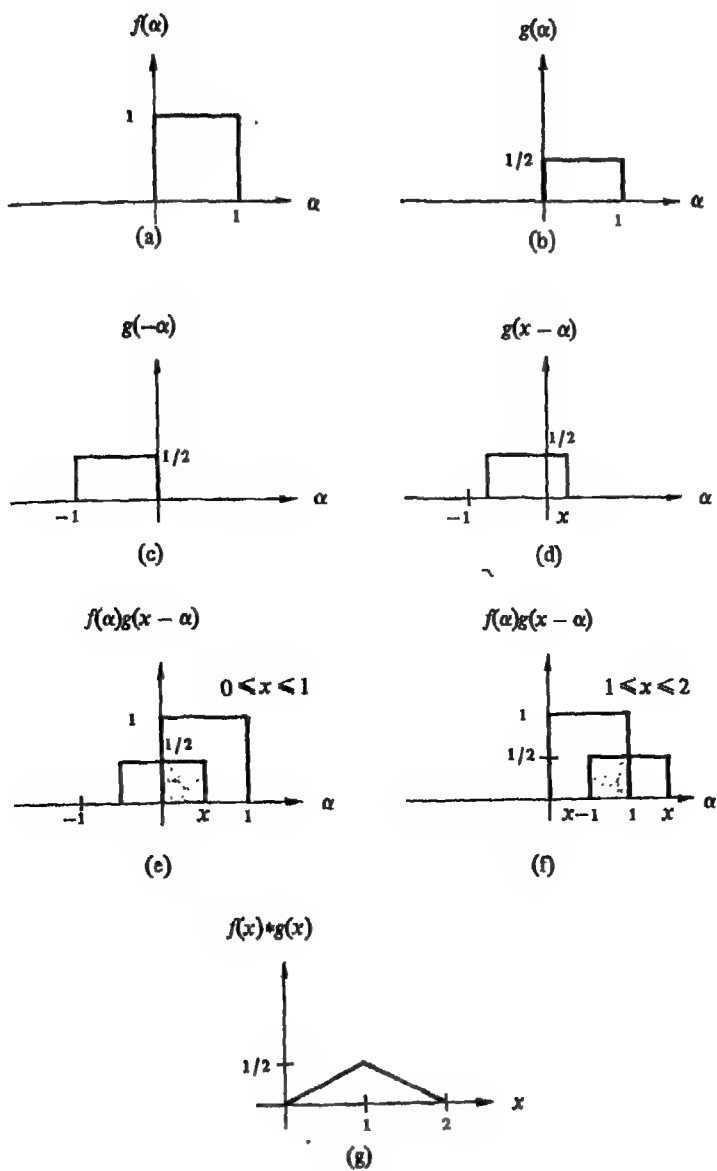 f(α)
g(α)
1
1/2
1
α
1
α
(a)
(b)
g(−α)
g(x − α)
1/2
1/2
−1
α
−1
x
α
(c)
(d)
f(α)g(x − α)
f(α)g(x − α)
0 ⩽ x ⩽ 1
1 ⩽ x ⩽ 2
1
1/2
1
1/2
−1
x
1
α
x−1
1
x
α
(e)
(f)
f(x)*g(x)
1/2
1
2
x
(g)